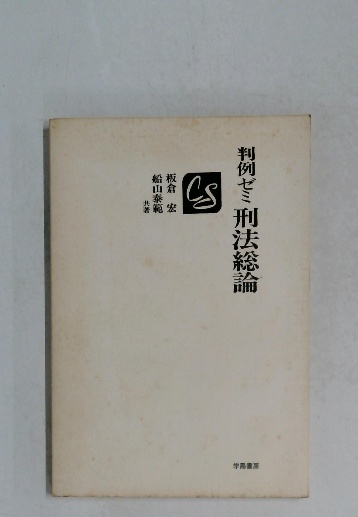 判例ゼミ 刑法総論
CS
板倉 宏
船山泰範
共著
学陽書房